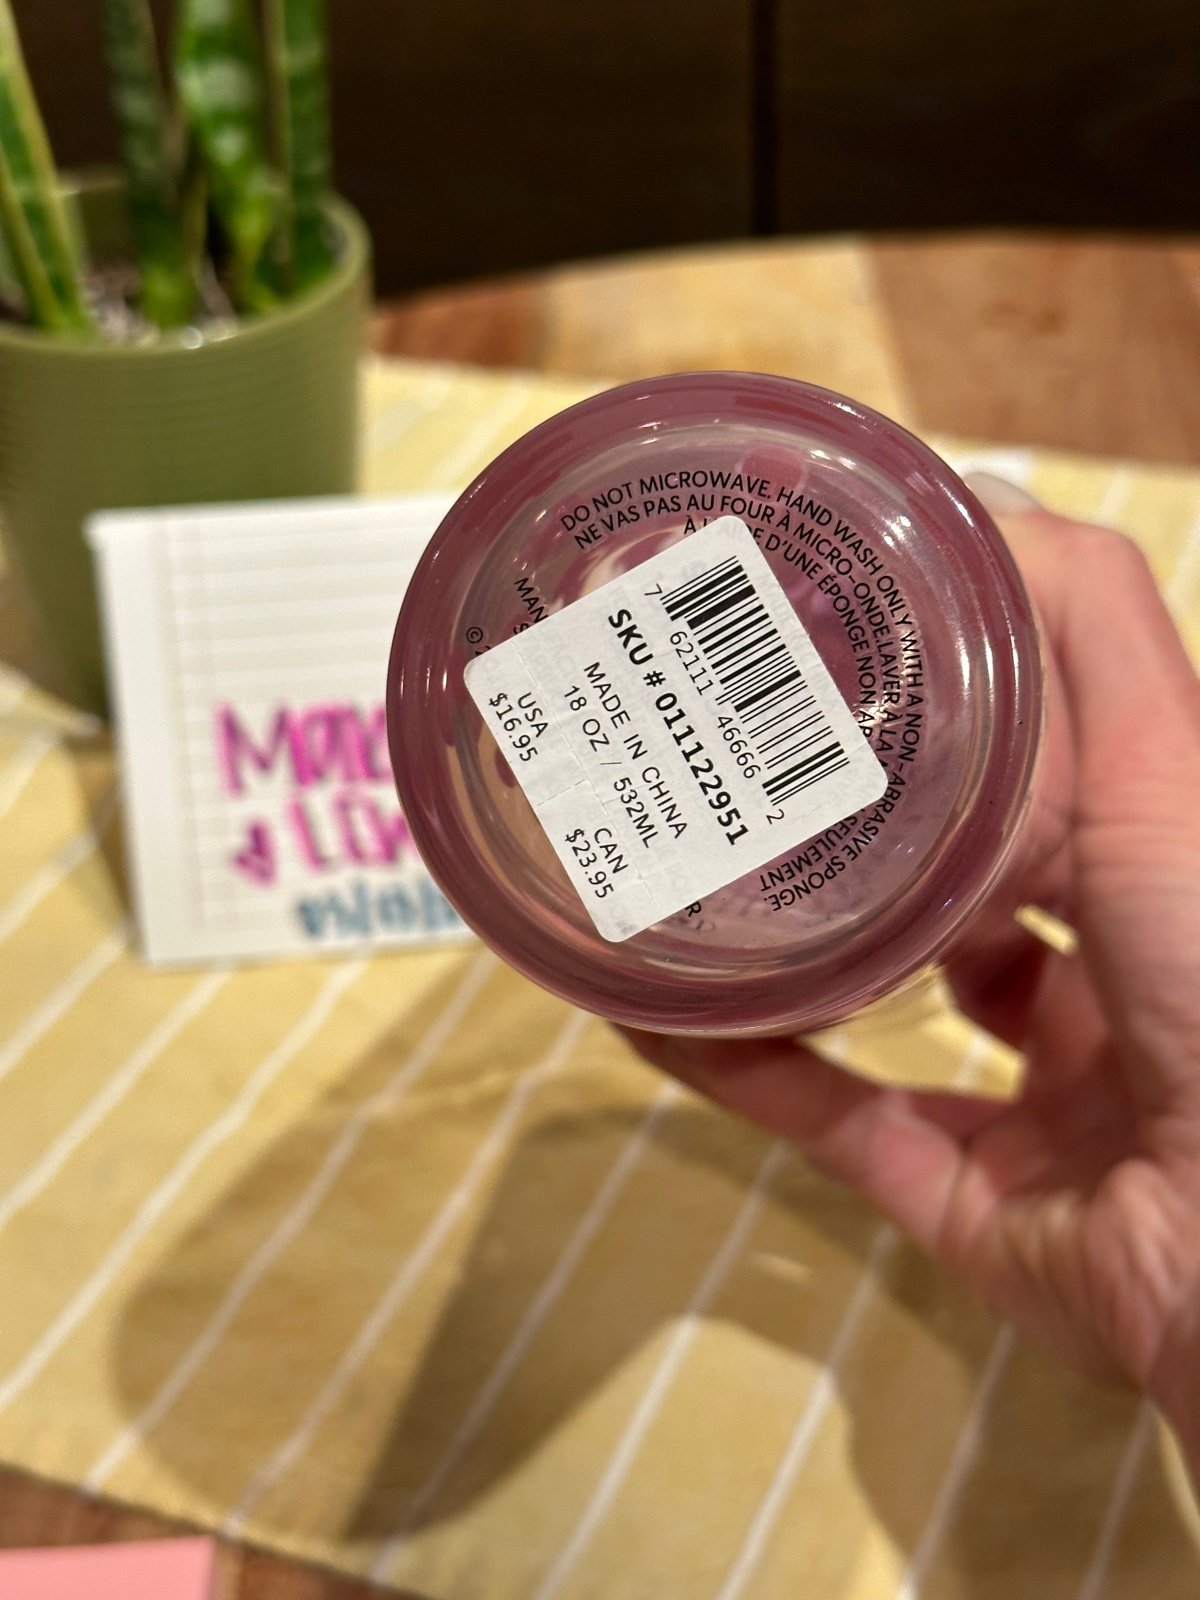 DO NOT MICROWAVE. HAND WASH ONLY WITH A NON-ABRASIVE SPONGE.
NE VAS PAS AU FOUR À MICRO-ONDE. LAVER À LA
D'UNE ÉPONGE NON
SEULEMENT
7 62111 46666 2
SKU # 011122951
MADE IN CHINA
18 OZ / 532ML
USA CAN
$16.95 $23.95